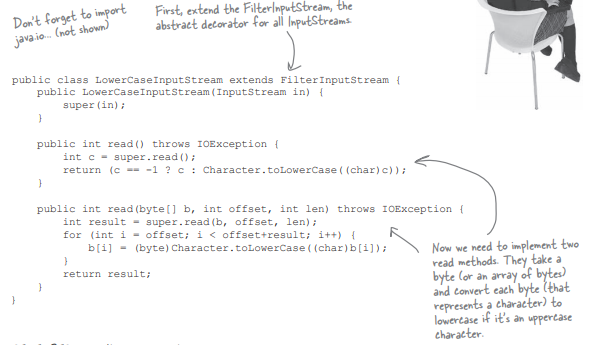 Don't forget to import
java.io... (not shown)
First, extend the FilterInputStream, the
abstract decorator for all InputStreams.
public class LowerCaseInputStream extends FilterInputStream {
public LowerCaseInputStream(InputStream in) {
super(in);
}
public int read() throws IOException {
int c = super.read();
return (c == -1 ? c : Character.toLowerCase((char)c));
}
public int read(byte[] b, int offset, int len) throws IOException {
int result = super.read(b, offset, len);
for (int i = offset; i < offset+result; i++) {
b[i] = (byte)Character.toLowerCase((char)b[i]);
}
return result;
}
}
Now we need to implement two
read methods. They take a
byte (or an array of bytes)
and convert each byte (that
represents a character) to
lowercase if it's an uppercase
character.